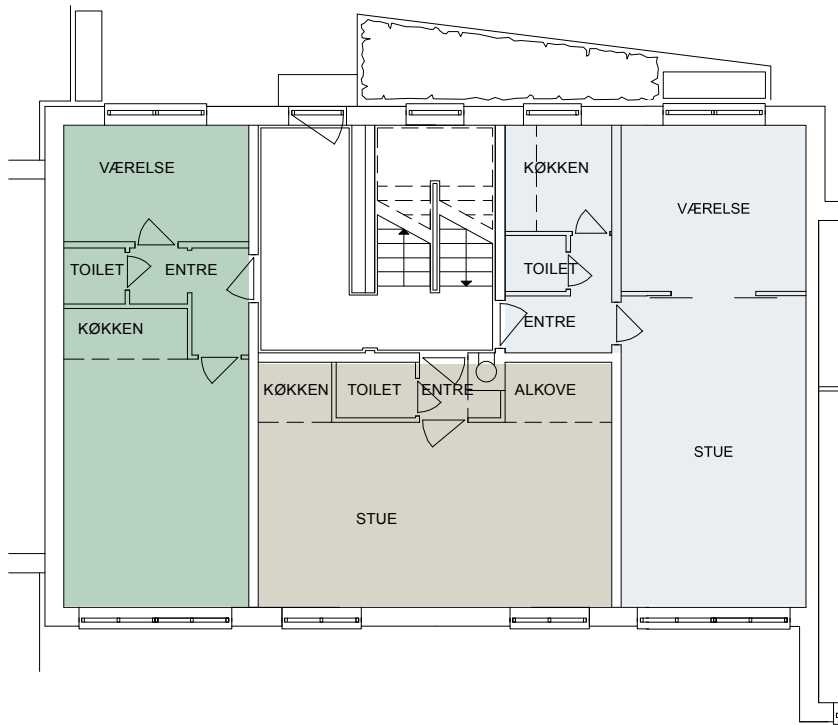 VÆRELSE
TOILET
ENTRE
KØKKEN
KØKKEN
VÆRELSE
TOILET
ENTRE
STUE
KØKKEN
TOILET
ENTRE
ALKOVE
STUE